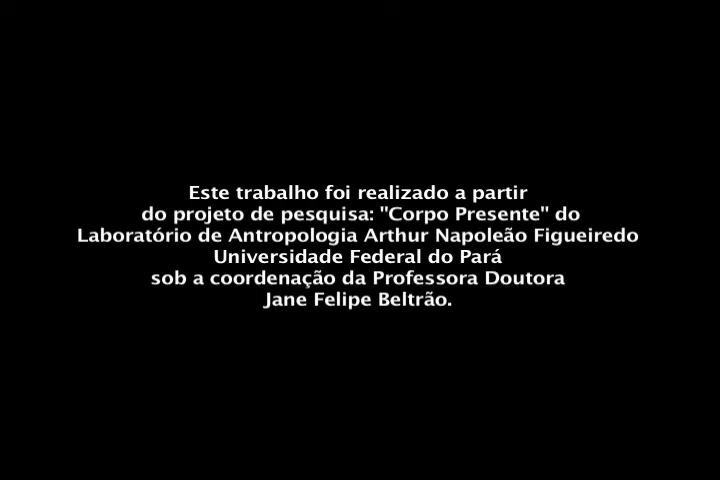 Este trabalho foi realizado a partir
do projeto de pesquisa: "Corpo Presente" do
Laboratório de Antropologia Arthur Napoleão Figueiredo
Universidade Federal do Pará
sob a coordenação da Professora Doutora
Jane Felipe Beltrão.